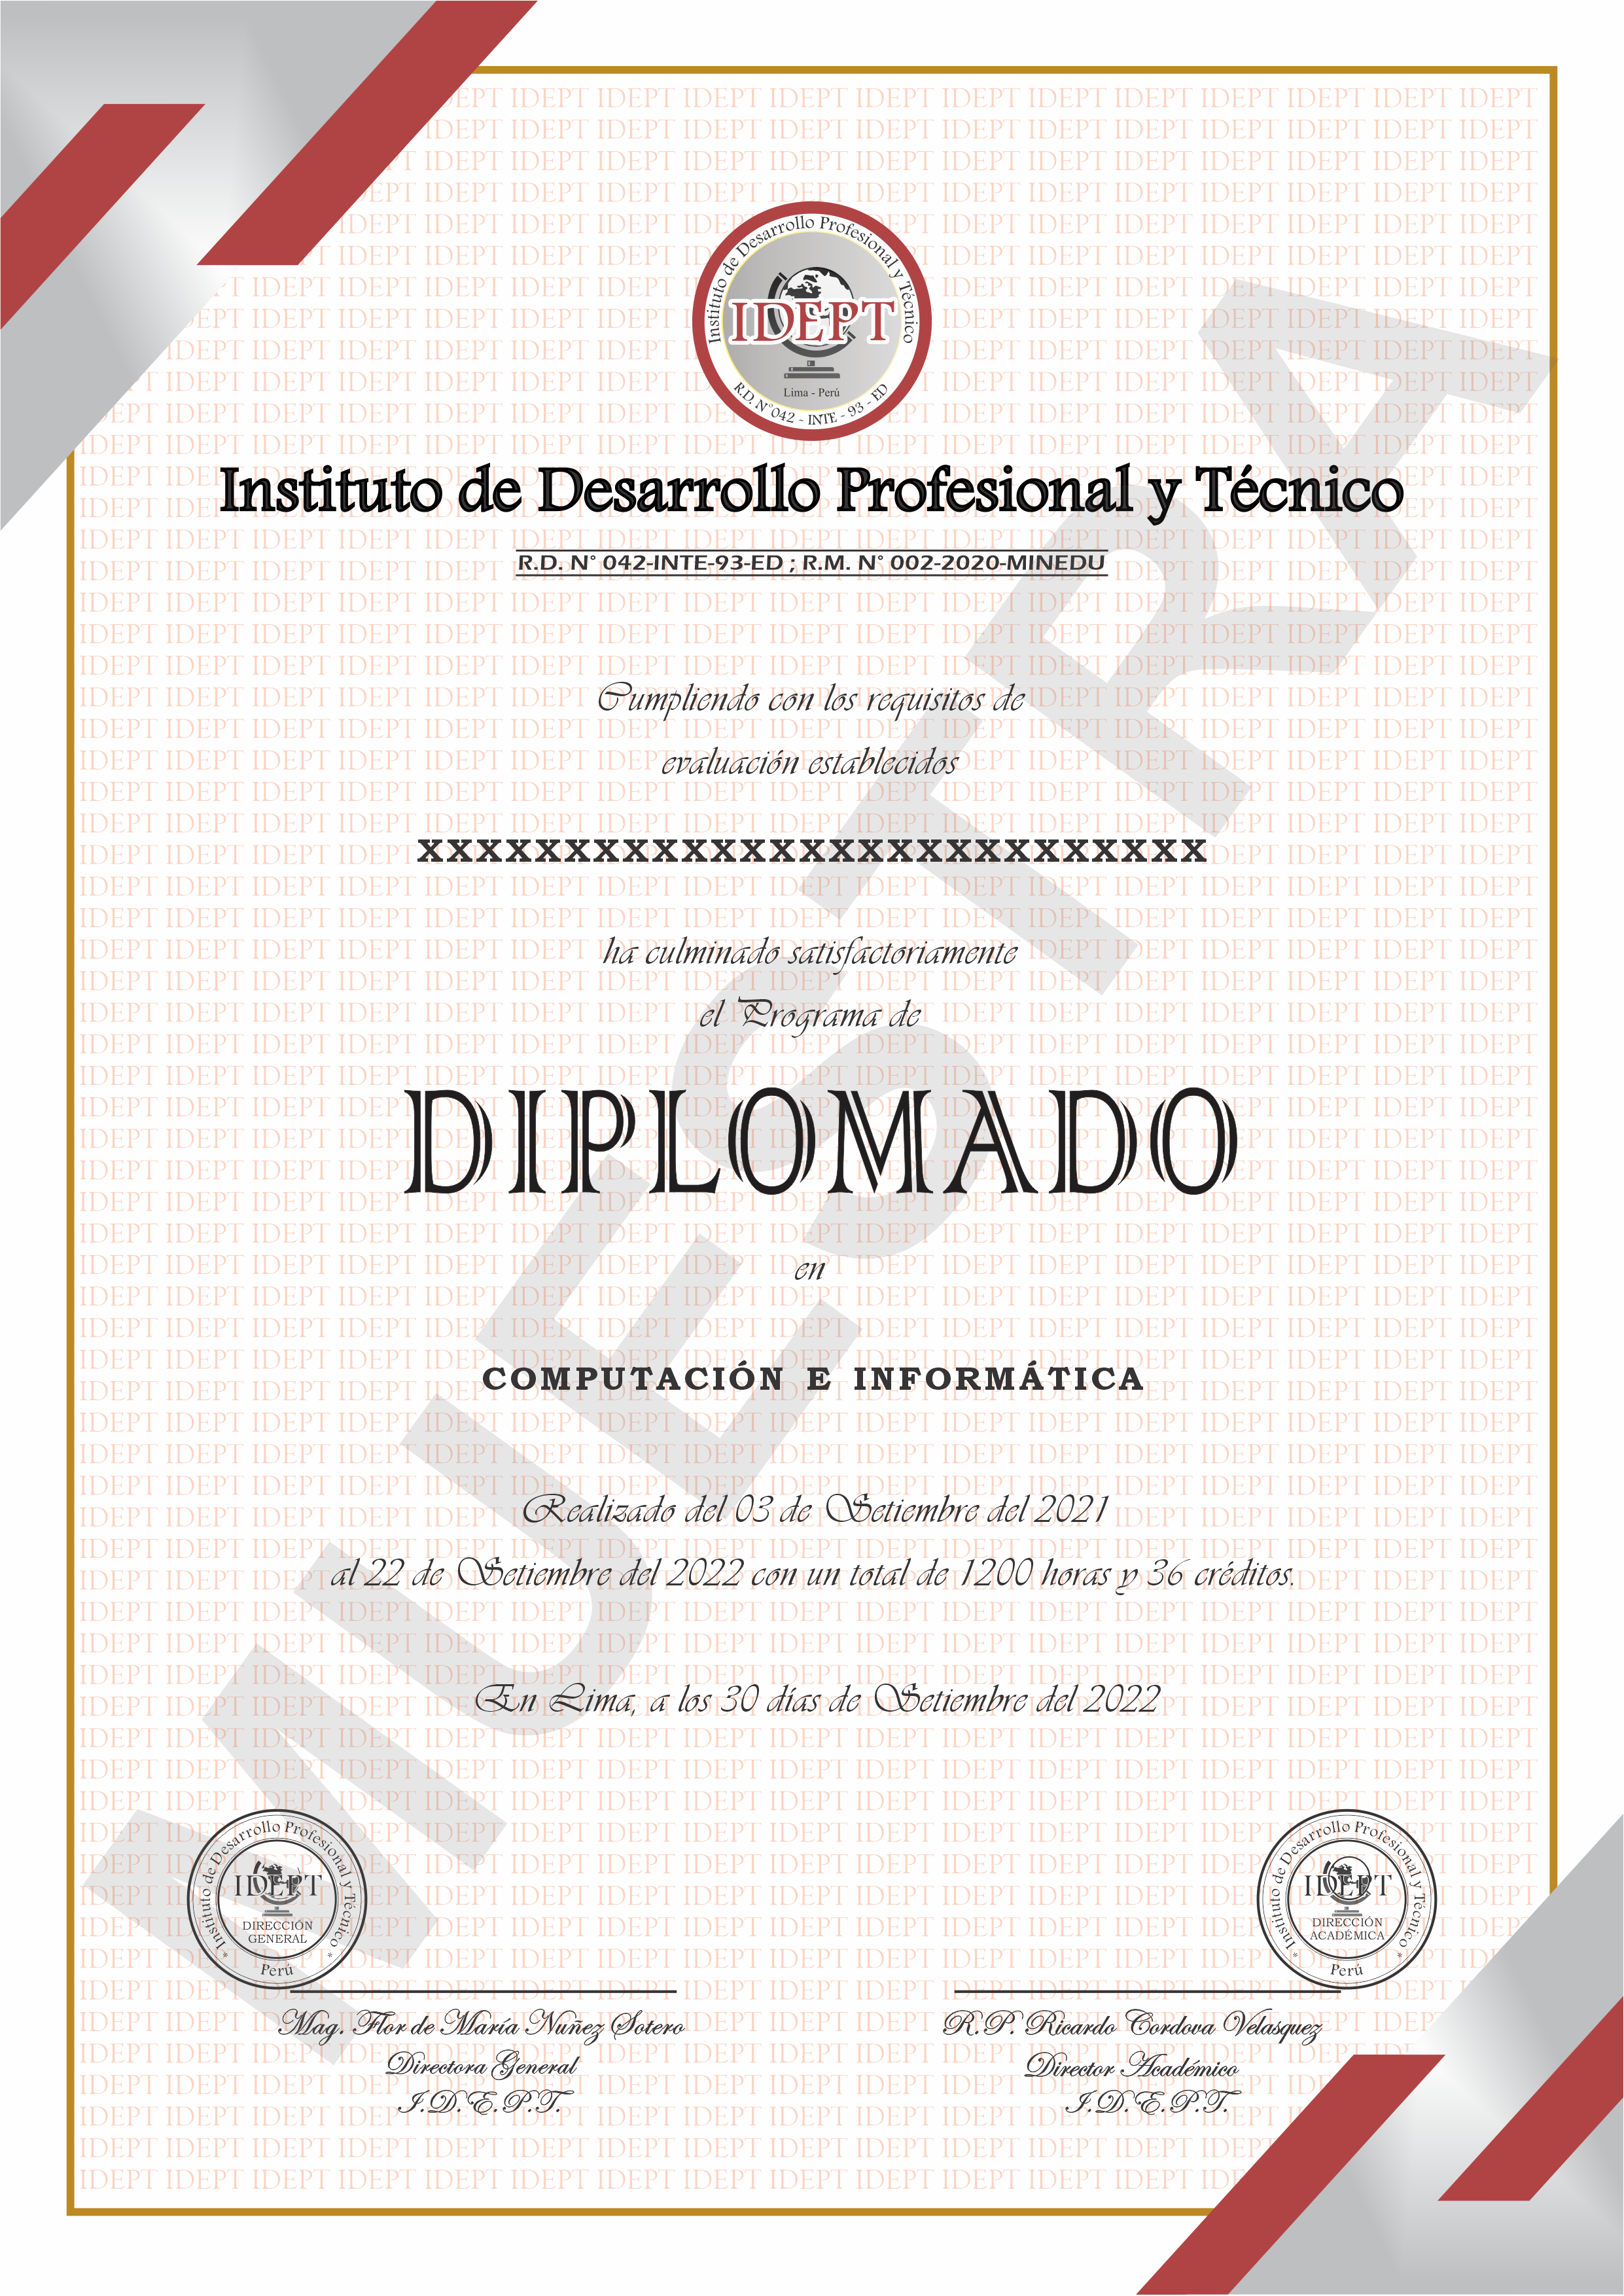 Instituto de Desarrollo Profesional y Técnico
IDEPT
Lima - Perú
R.D. N°042 - INTE - 93 - ED
Instituto de Desarrollo Profesional y Técnico
R.D. N° 042-INTE-93-ED ; R.M. N° 002-2020-MINEDU
Cumpliendo con los requisitos de
evaluación establecidos
XXXXXXXXXXXXXXXXXXXXXXXXXXX
ha culminado satisfactoriamente
el Programa de
DIPLOMADO
en
COMPUTACIÓN E INFORMÁTICA
Realizado del 03 de Setiembre del 2021
al 22 de Setiembre del 2022 con un total de 1200 horas y 36 créditos.
En Lima, a los 30 días de Setiembre del 2022
MUESTRA
* Instituto de Desarrollo Profesional y Técnico *
IDEPT
DIRECCIÓN
GENERAL
Perú
Mag. Flor de María Nuñez Sotero
Directora General
I.D.E.P.T.
* Instituto de Desarrollo Profesional y Técnico *
IDEPT
DIRECCIÓN
ACADÉMICA
Perú
R.P. Ricardo Cordova Velasquez
Director Académico
I.D.E.P.T.